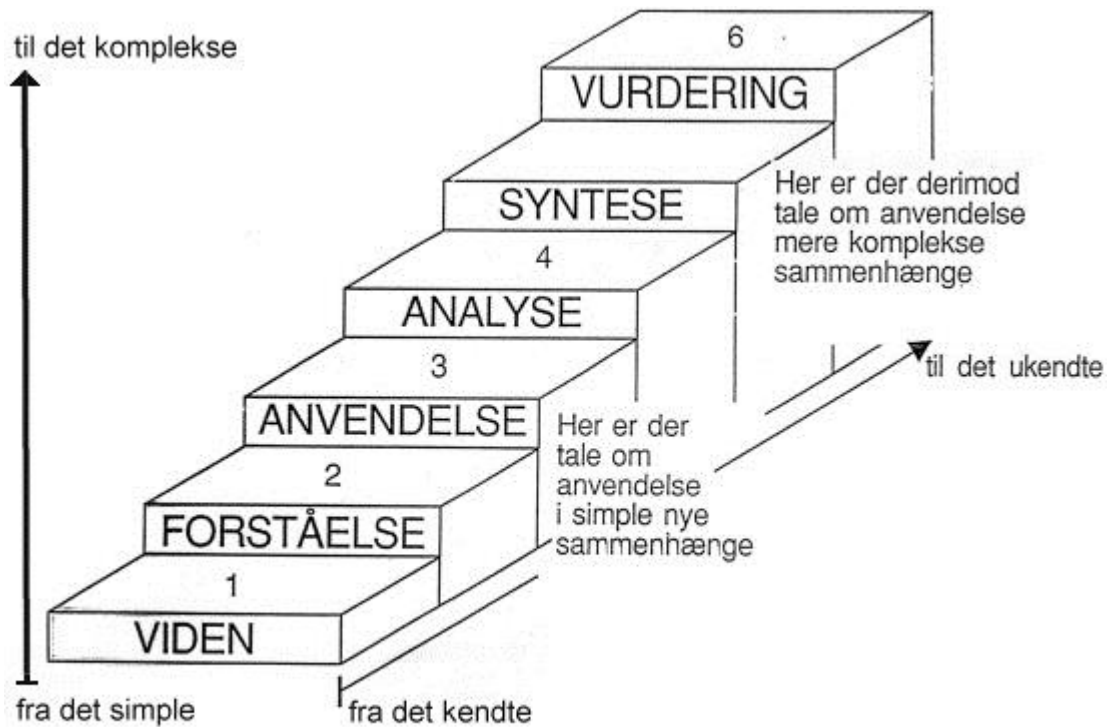 til det komplekse
6
VURDERING
SYNTESE
Her er der derimod
tale om anvendelse
mere komplekse
sammenhænge
4
ANALYSE
til det ukendte
3
ANVENDELSE
Her er der
tale om
anvendelse
i simple nye
sammenhænge
2
FORSTÅELSE
1
VIDEN
fra det simple
fra det kendte